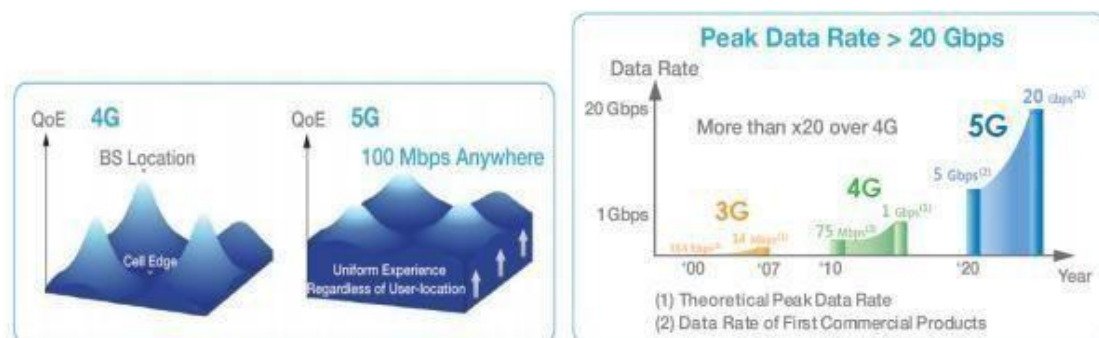 QoE 4G
BS Location
Cell Edge
QoE 5G
100 Mbps Anywhere
Uniform Experience
Regardless of User-location
Peak Data Rate > 20 Gbps
Data Rate
20 Gbps
More than x20 over 4G
1 Gbps
3G
14 Mbps(1)
4G
75 Mbps(2)
1 Gbps(1)
5G
5 Gbps(2)
20 Gbps(1)
'00 '07 '10 '20 Year
(1) Theoretical Peak Data Rate
(2) Data Rate of First Commercial Products